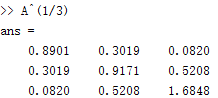 >> A^(1/3)
ans =
0.8901 0.3019 0.0820
0.3019 0.9171 0.5208
0.0820 0.5208 1.6848